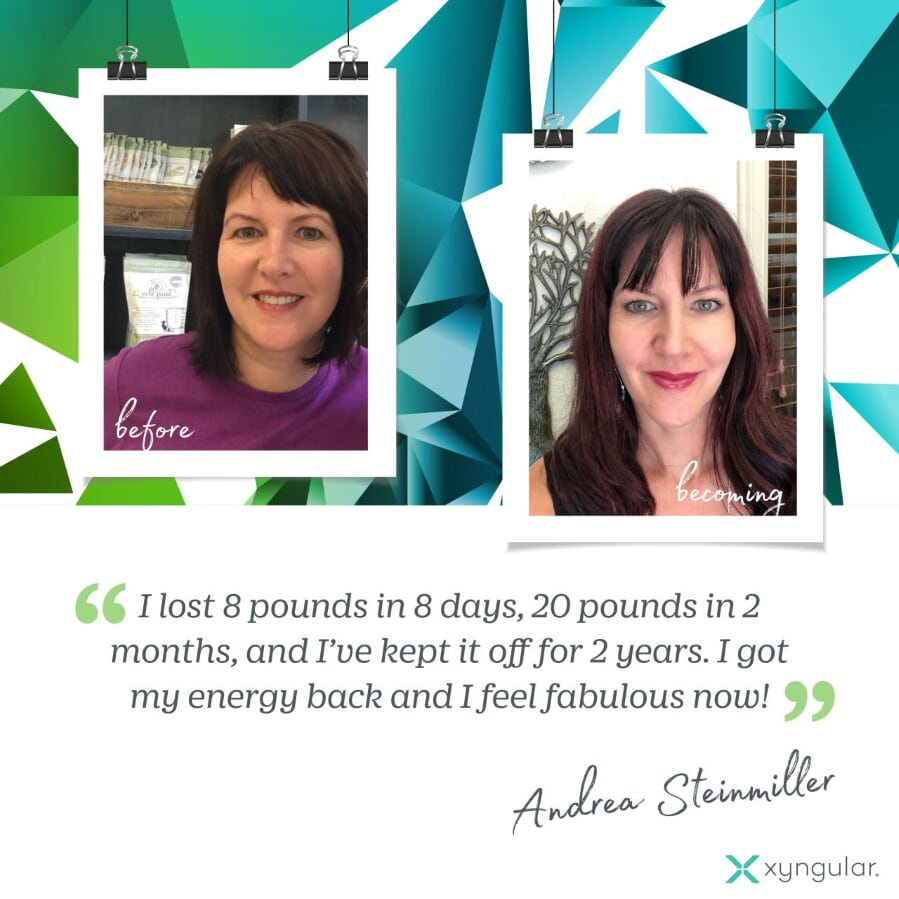 before
becoming
“ I lost 8 pounds in 8 days, 20 pounds in 2
months, and I’ve kept it off for 2 years. I got
my energy back and I feel fabulous now! ”
Andrea Steinmiller
xyngular.